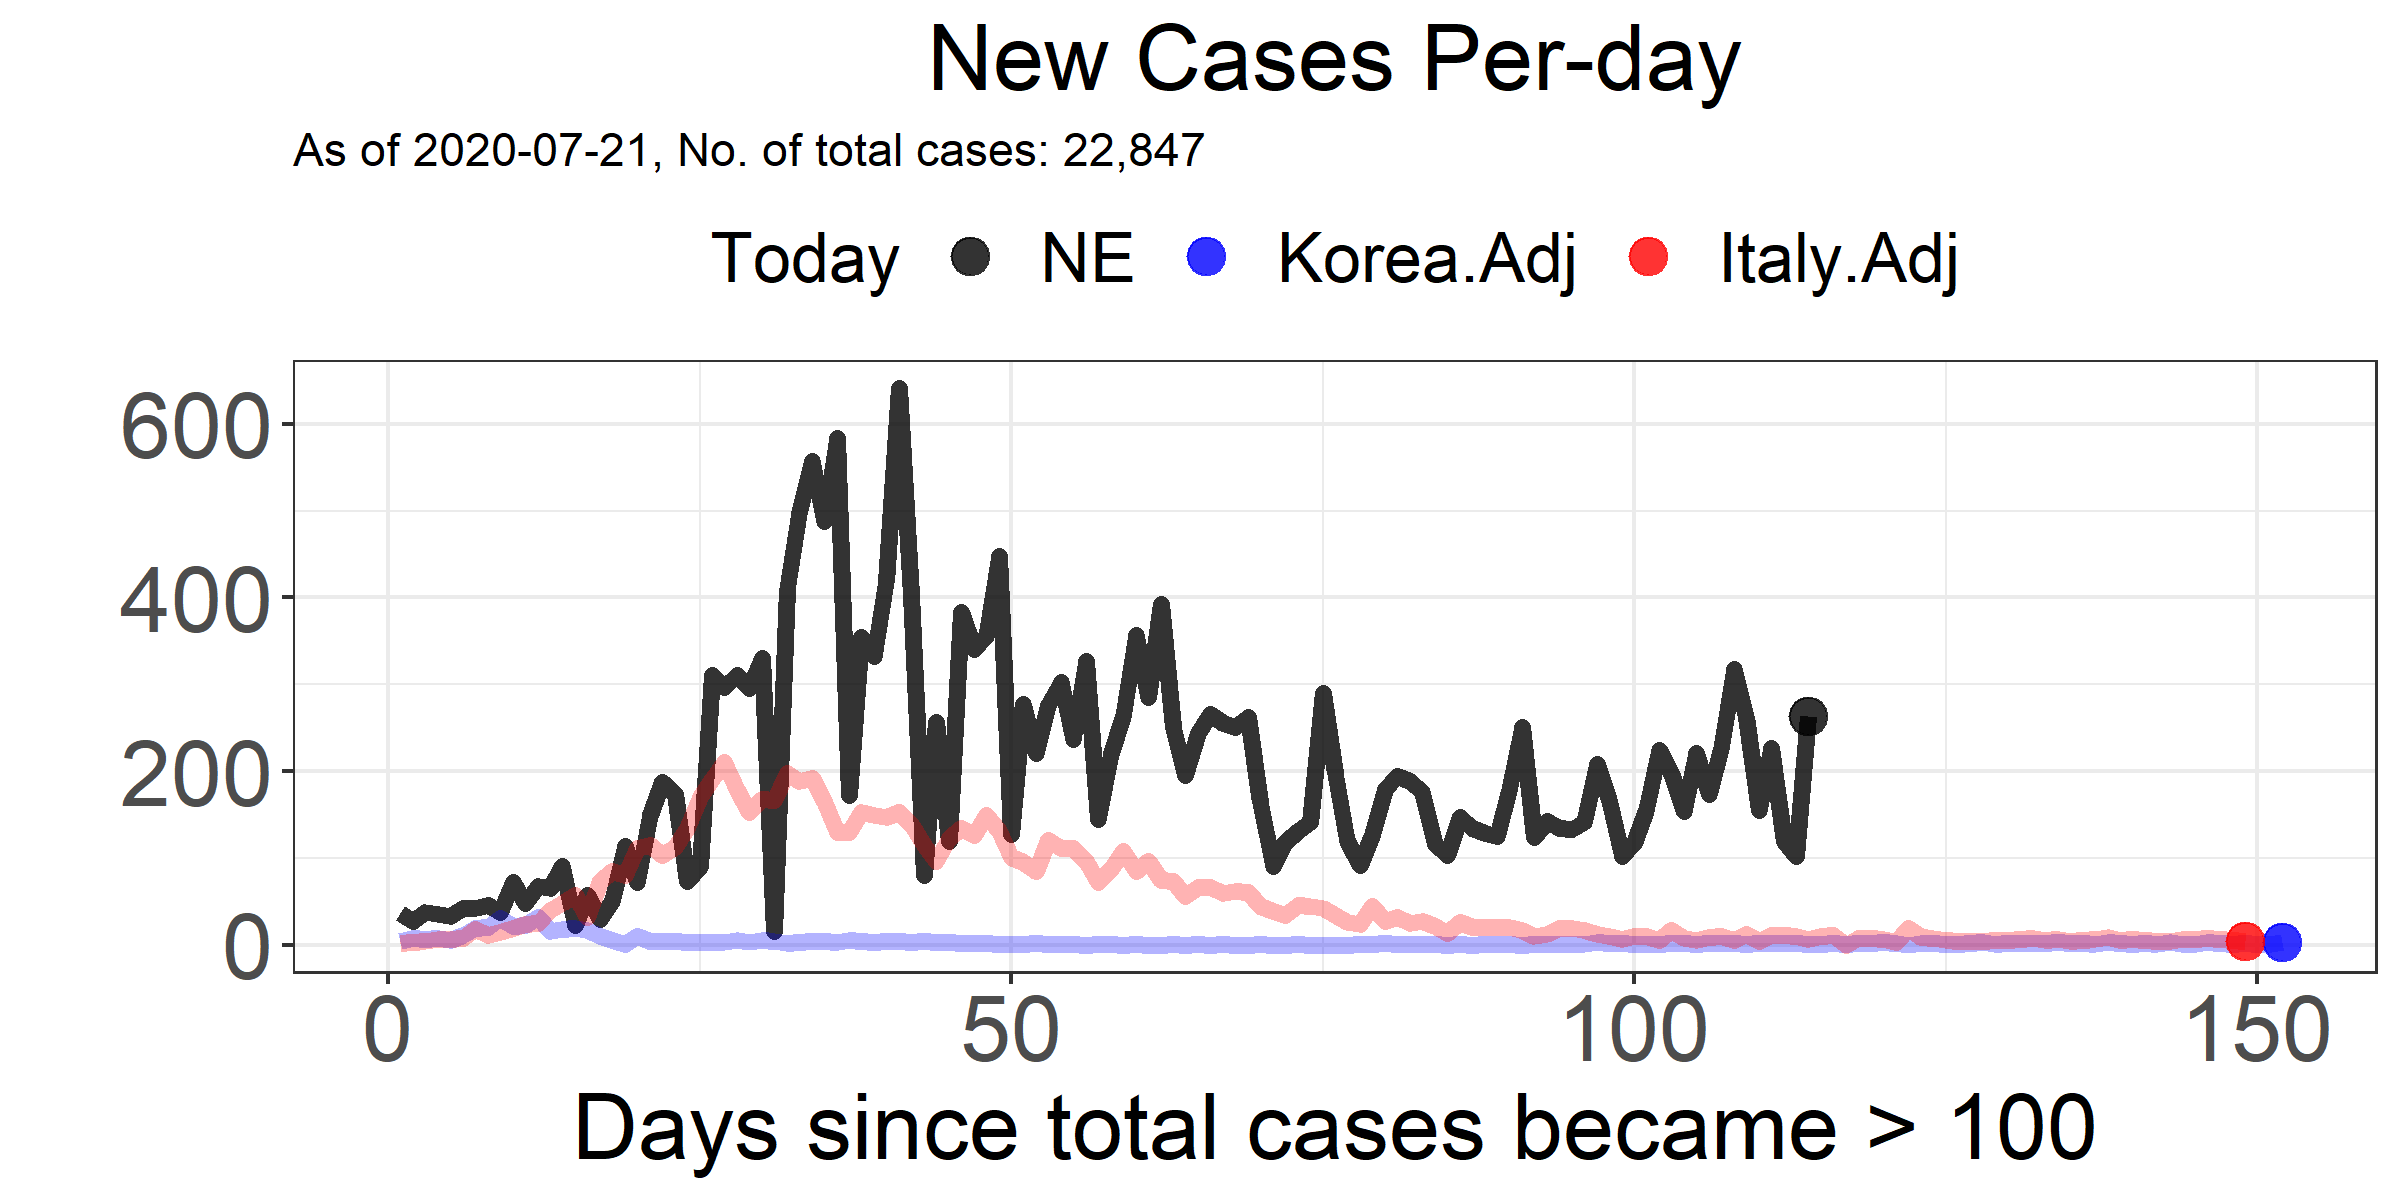 New Cases Per-day
As of 2020-07-21, No. of total cases: 22,847
Today NE Korea.Adj Italy.Adj
600
400
200
0
0 50 100 150
Days since total cases became > 100